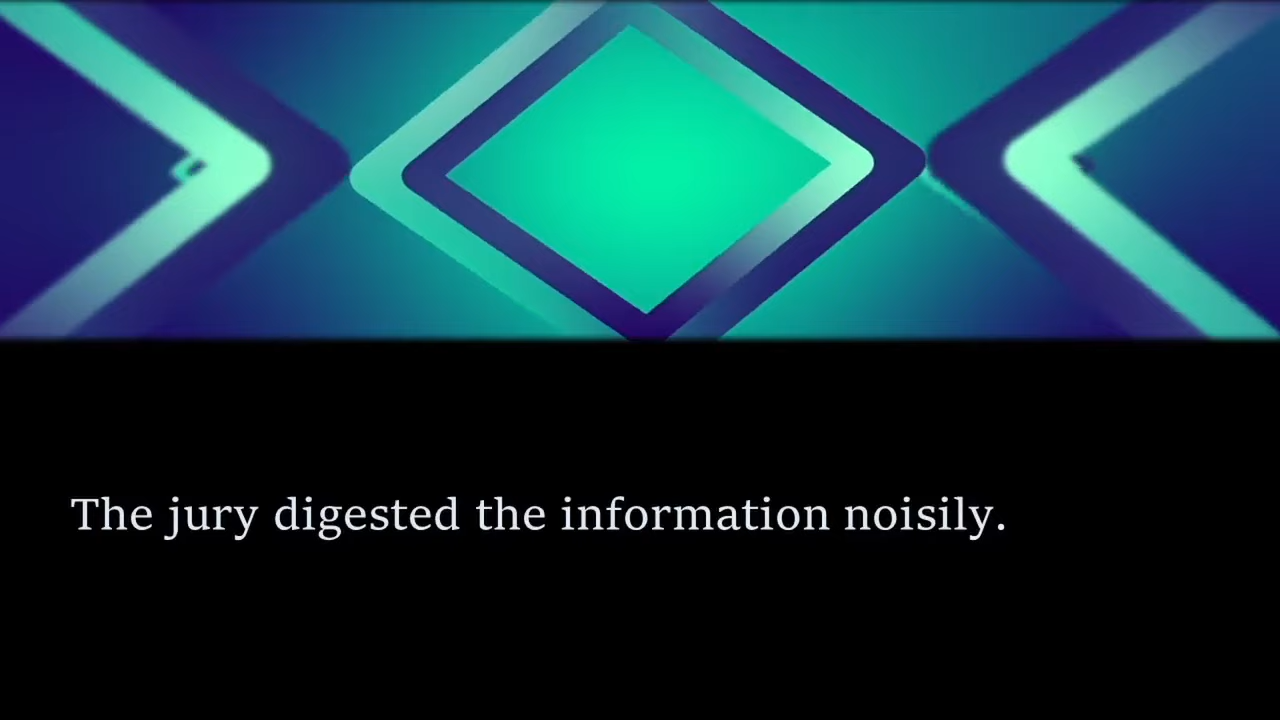 The jury digested the information noisily.